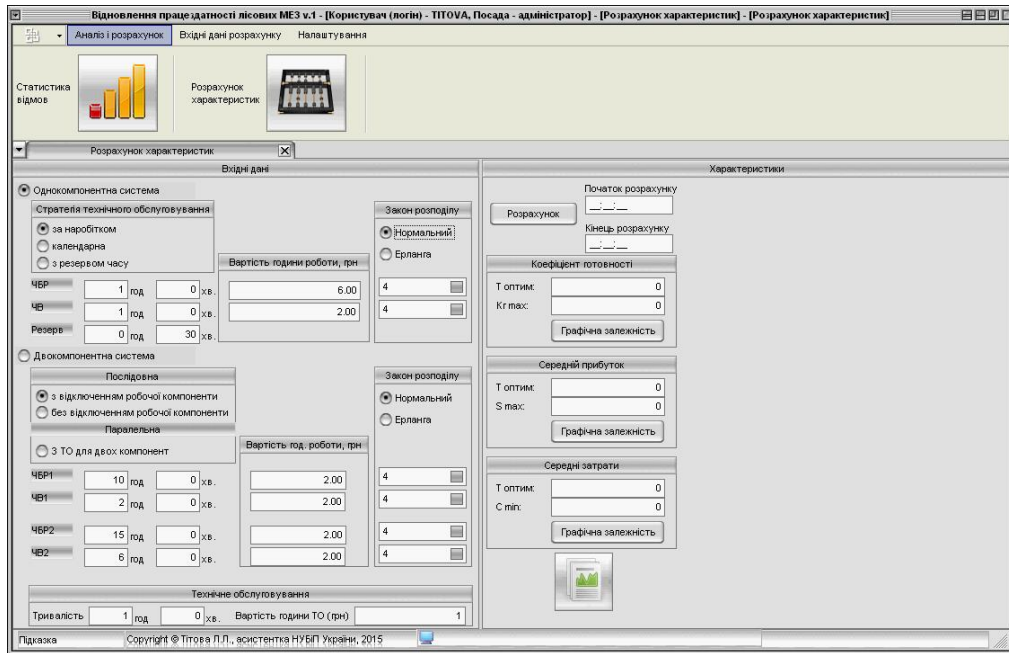 Відновлення працездатності лісових МЕЗ v.1 - [Користувач (логін) - TITOVA, Посада - адміністратор] - [Розрахунок характеристик] - [Розрахунок характеристик]
Аналіз і розрахунок Вхідні дані розрахунку Налаштування
Статистика відмов
Розрахунок характеристик
Розрахунок характеристик
Вхідні дані
Однокомпонентна система
Стратегія технічного обслуговування
за наробітком
календарна
з резервом часу
Вартість години роботи, грн
Закон розподілу
Нормальний
Ерланга
ЧБР 1 год 0 хв. 6.00 4
ЧВ 1 год 0 хв. 2.00 4
Резерв 0 год 30 хв.
Двокомпонентна система
Послідовна
з відключенням робочої компоненти
без відключенням робочої компоненти
Паралельна
З ТО для двох компонент
Вартість год. роботи, грн
Закон розподілу
Нормальний
Ерланга
ЧБР1 10 год 0 хв. 2.00 4
ЧВ1 2 год 0 хв. 2.00 4
ЧБР2 15 год 0 хв. 2.00 4
ЧВ2 6 год 0 хв. 2.00 4
Технічне обслуговування
Тривалість 1 год 0 хв. Вартість години ТО (грн) 1
Характеристики
Розрахунок
Початок розрахунку
__:__:__
Кінець розрахунку
__:__:__
Коефіцієнт готовності
Т оптим: 0
Кг max: 0
Графічна залежність
Середній прибуток
Т оптим: 0
S max: 0
Графічна залежність
Середні затрати
Т оптим: 0
C min: 0
Графічна залежність
Підказка Copyright © Тітова Л.Л., асистентка НУБіП України, 2015